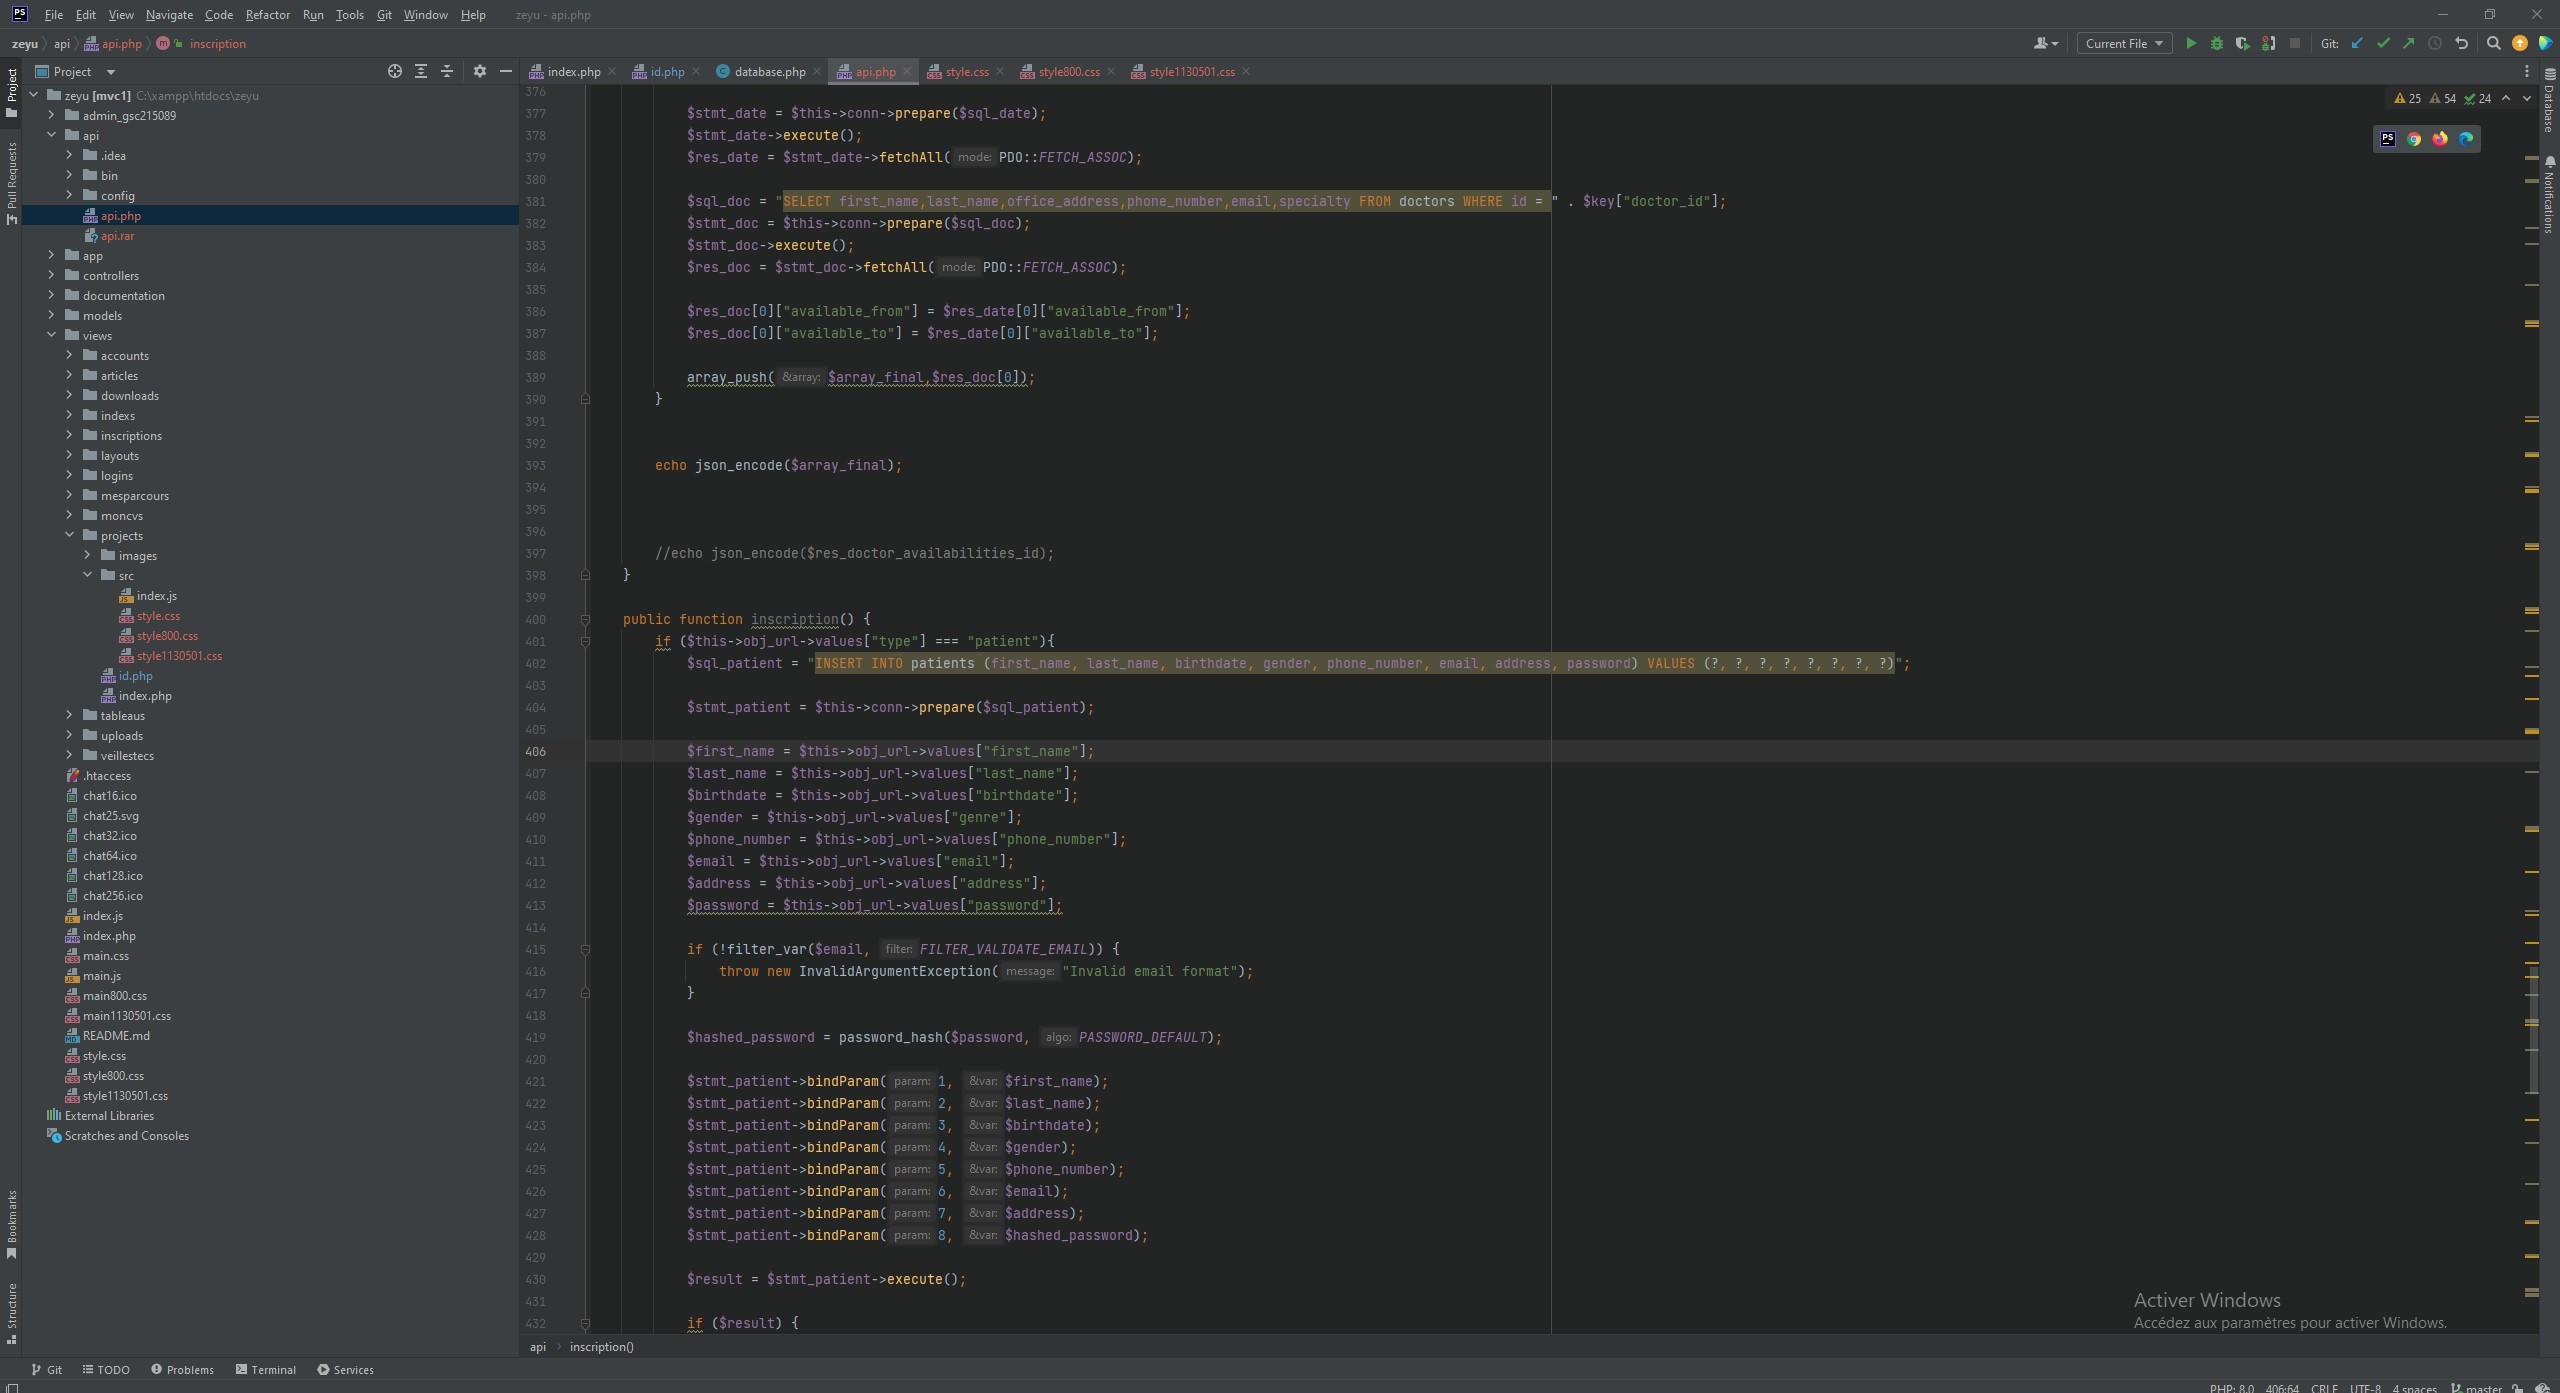 PS File Edit View Navigate Code Refactor Run Tools Git Window Help zeyu - api.php
zeyu api api.php m inscription
Current File Git:
Project
Project
index.php id.php database.php api.php style.css style800.css style1130501.css
Pull Requests
Bookmarks
Structure
Database
Notifications
zeyu [mvc1] C:\xampp\htdocs\zeyu
admin_gsc215089
api
.idea
bin
config
api.php
api.rar
app
controllers
documentation
models
views
accounts
articles
downloads
indexs
inscriptions
layouts
logins
mesparcours
moncvs
projects
images
src
index.js
style.css
style800.css
style1130501.css
id.php
index.php
tableaus
uploads
veillestecs
.htaccess
chat16.ico
chat25.svg
chat32.ico
chat64.ico
chat128.ico
chat256.ico
index.js
index.php
main.css
main.js
main800.css
main1130501.css
README.md
style.css
style800.css
style1130501.css
External Libraries
Scratches and Consoles
25 54 24
376
377 $stmt_date = $this->conn->prepare($sql_date);
378 $stmt_date->execute();
379 $res_date = $stmt_date->fetchAll( mode: PDO::FETCH_ASSOC);
380
381 $sql_doc = "SELECT first_name,last_name,office_address,phone_number,email,specialty FROM doctors WHERE id = " . $key["doctor_id"];
382 $stmt_doc = $this->conn->prepare($sql_doc);
383 $stmt_doc->execute();
384 $res_doc = $stmt_doc->fetchAll( mode: PDO::FETCH_ASSOC);
385
386 $res_doc[0]["available_from"] = $res_date[0]["available_from"];
387 $res_doc[0]["available_to"] = $res_date[0]["available_to"];
388
389 array_push( &array: $array_final,$res_doc[0]);
390 }
391
392
393 echo json_encode($array_final);
394
395
396
397 //echo json_encode($res_doctor_availabilities_id);
398 }
399
400 public function inscription() {
401 if ($this->obj_url->values["type"] === "patient"){
402 $sql_patient = "INSERT INTO patients (first_name, last_name, birthdate, gender, phone_number, email, address, password) VALUES (?, ?, ?, ?, ?, ?, ?, ?)";
403
404 $stmt_patient = $this->conn->prepare($sql_patient);
405
406 $first_name = $this->obj_url->values["first_name"];
407 $last_name = $this->obj_url->values["last_name"];
408 $birthdate = $this->obj_url->values["birthdate"];
409 $gender = $this->obj_url->values["genre"];
410 $phone_number = $this->obj_url->values["phone_number"];
411 $email = $this->obj_url->values["email"];
412 $address = $this->obj_url->values["address"];
413 $password = $this->obj_url->values["password"];
414
415 if (!filter_var($email, filter: FILTER_VALIDATE_EMAIL)) {
416 throw new InvalidArgumentException( message: "Invalid email format");
417 }
418
419 $hashed_password = password_hash($password, algo: PASSWORD_DEFAULT);
420
421 $stmt_patient->bindParam( param: 1, &var: $first_name);
422 $stmt_patient->bindParam( param: 2, &var: $last_name);
423 $stmt_patient->bindParam( param: 3, &var: $birthdate);
424 $stmt_patient->bindParam( param: 4, &var: $gender);
425 $stmt_patient->bindParam( param: 5, &var: $phone_number);
426 $stmt_patient->bindParam( param: 6, &var: $email);
427 $stmt_patient->bindParam( param: 7, &var: $address);
428 $stmt_patient->bindParam( param: 8, &var: $hashed_password);
429
430 $result = $stmt_patient->execute();
431
432 if ($result) {
Activer Windows
Accédez aux paramètres pour activer Windows.
api inscription()
Git TODO Problems Terminal Services
PHP: 8.0 406:64 CRLF UTF-8 4 spaces master